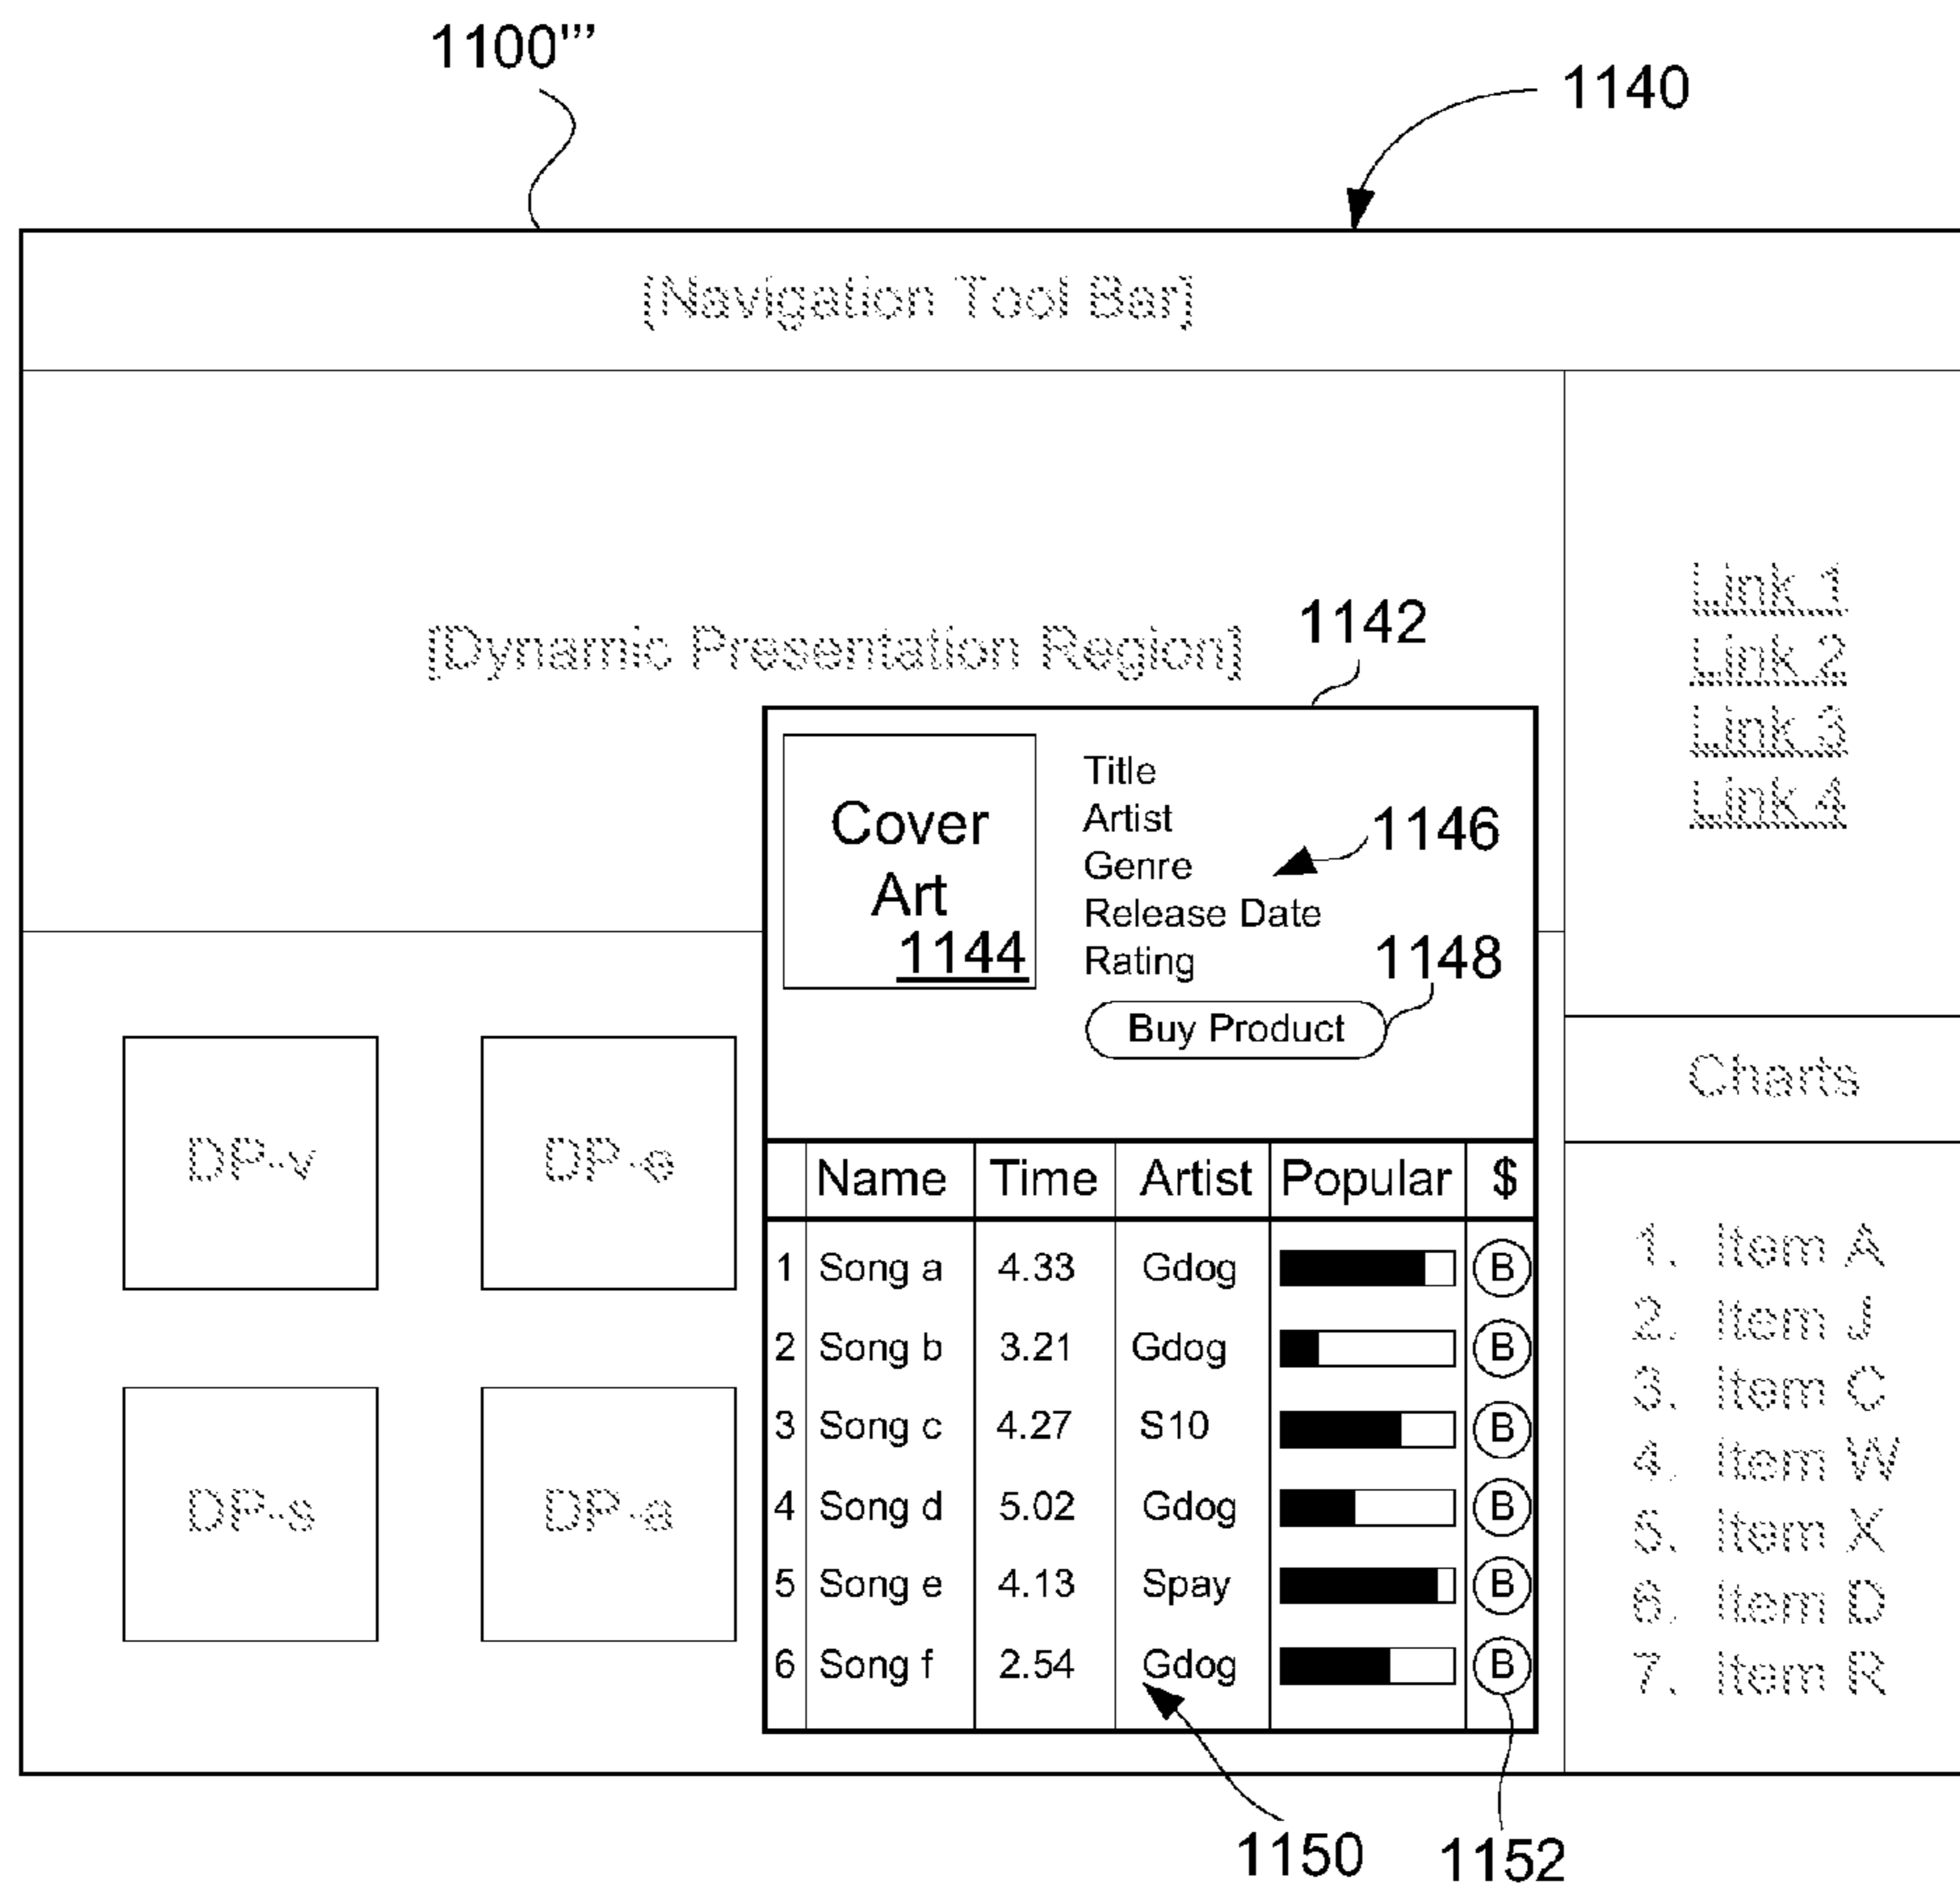 1100'''
1140
[Navigation Tool Bar]
[Dynamic Presentation Region]
1142
Link 1
Link 2
Link 3
Link 4
Cover
Art
1144
Title
Artist
Genre
Release Date
Rating
1146
1148
Buy Product
DP-v
DP-e
DP-s
DP-a
Name Time Artist Popular $
1 Song a 4.33 Gdog B
2 Song b 3.21 Gdog B
3 Song c 4.27 S10 B
4 Song d 5.02 Gdog B
5 Song e 4.13 Spay B
6 Song f 2.54 Gdog B
Charts
1. Item A
2. Item J
3. Item C
4. Item W
5. Item X
6. Item D
7. Item R
1150
1152